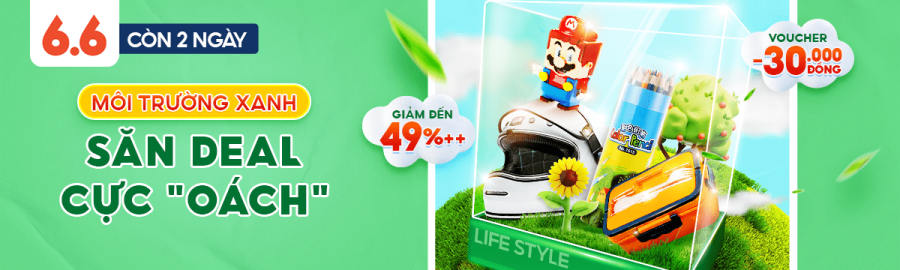 6.6
CÒN 2 NGÀY
MÔI TRƯỜNG XANH
SĂN DEAL
CỰC "OÁCH"
GIẢM ĐẾN
49%++
VOUCHER
-30.000
ĐỒNG
LIFE STYLE
M